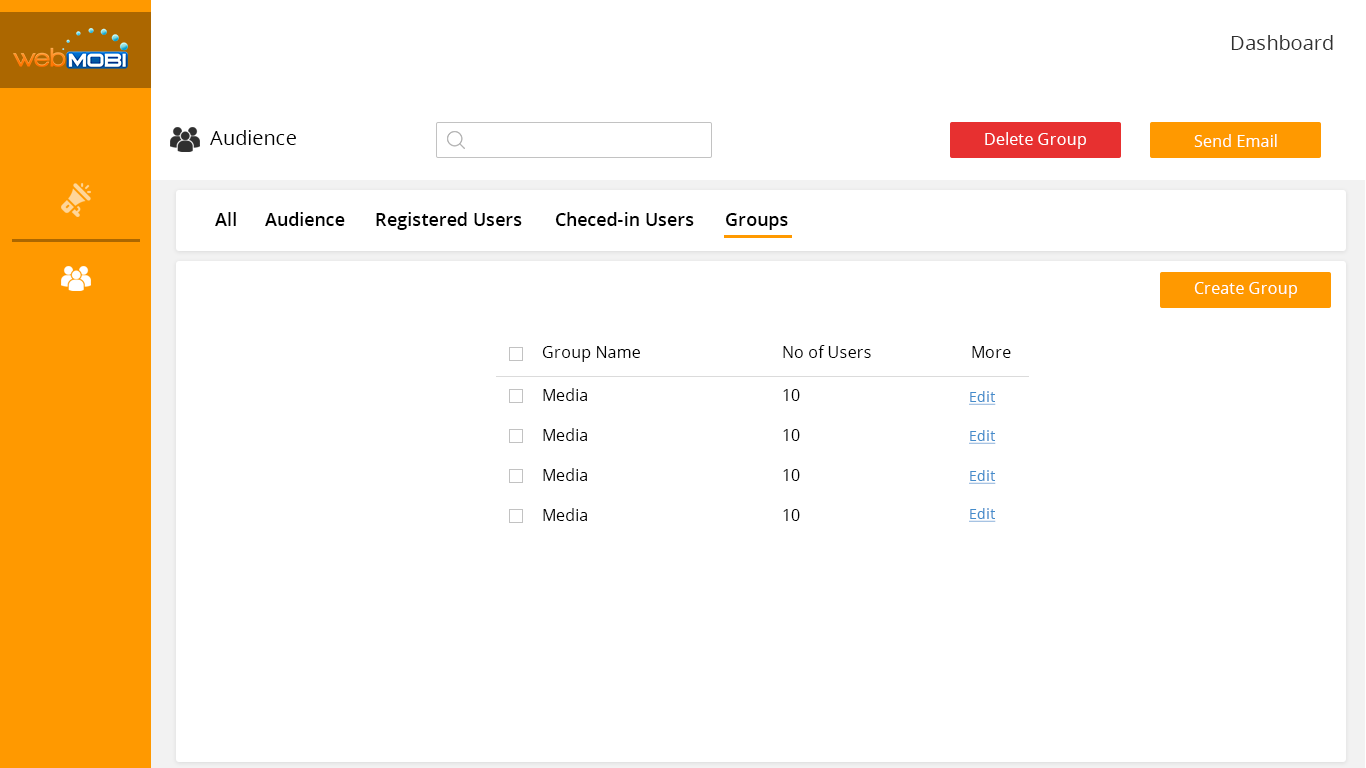 webMOBI
Dashboard
Audience
Delete Group
Send Email
All Audience Registered Users Checed-in Users Groups
Create Group
Group Name No of Users More
Media 10 Edit
Media 10 Edit
Media 10 Edit
Media 10 Edit